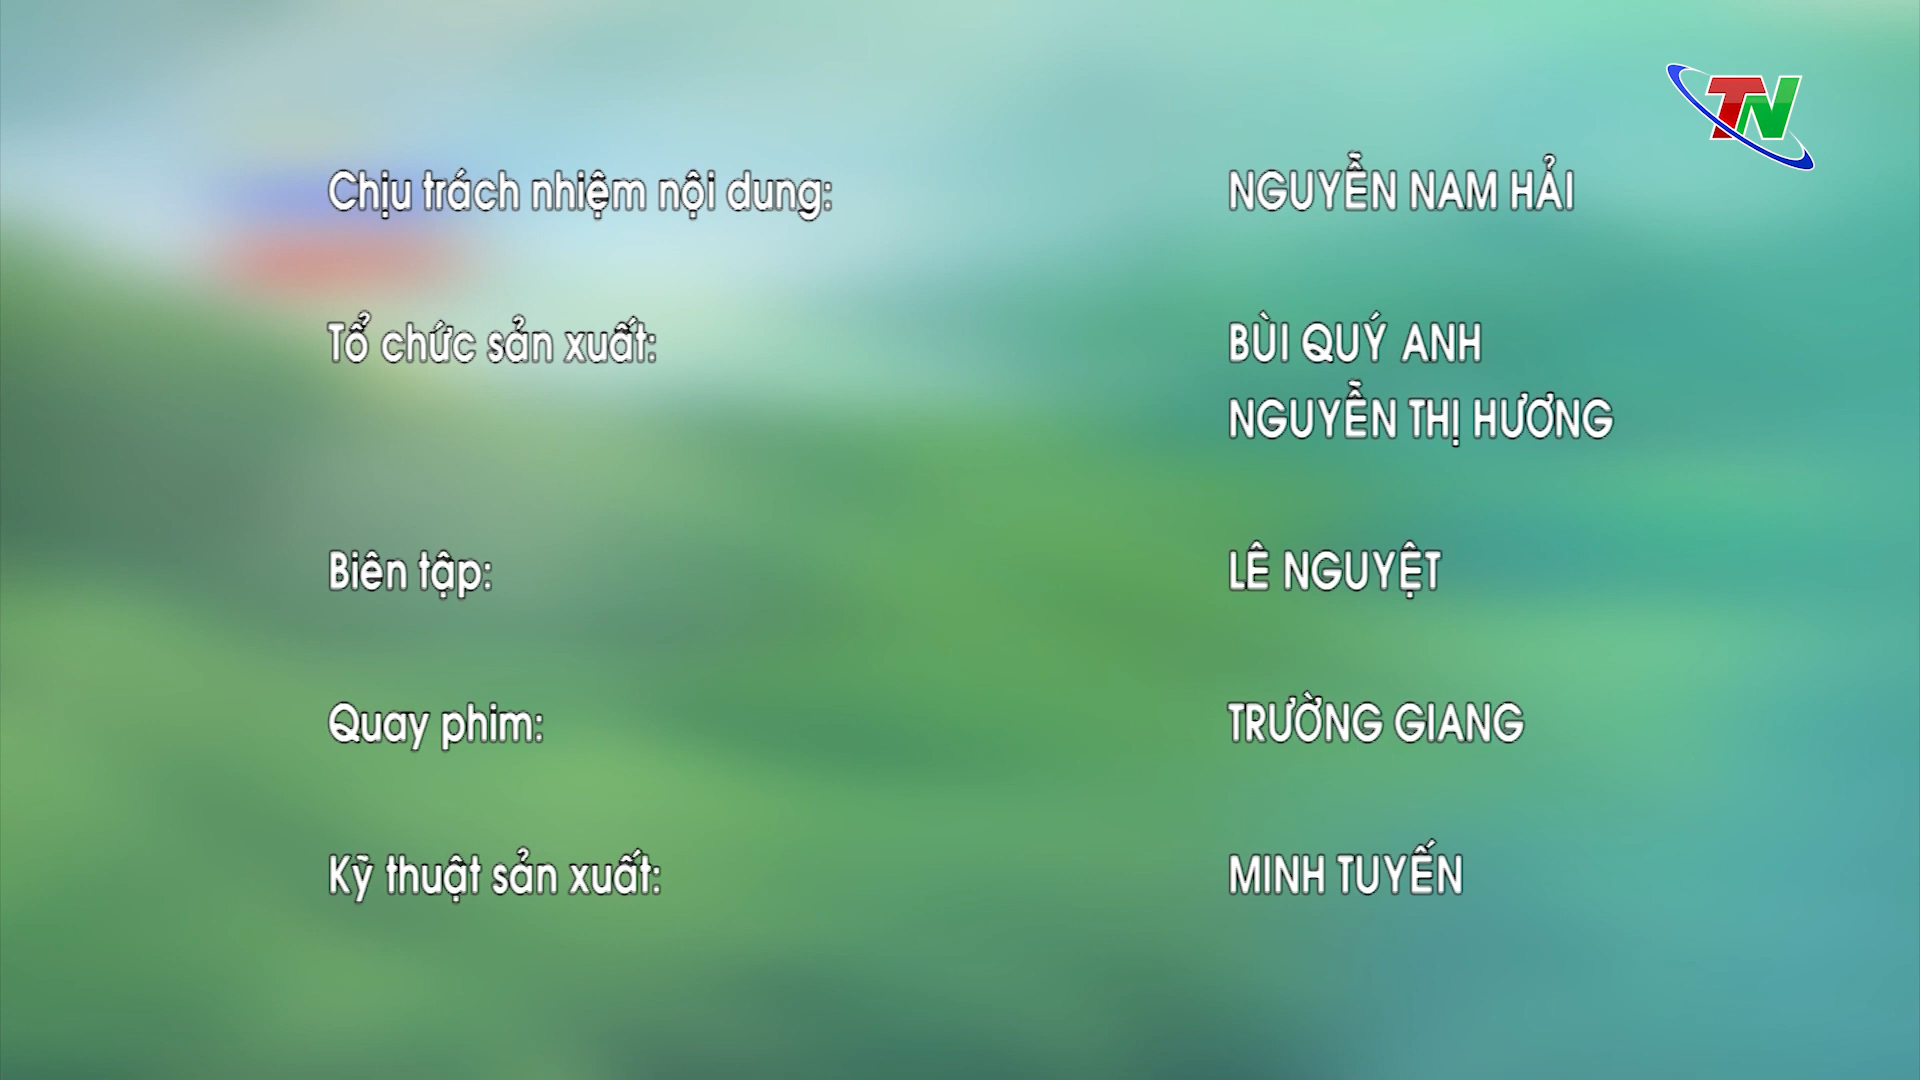 TN
Chịu trách nhiệm nội dung: NGUYỄN NAM HẢI
Tổ chức sản xuất: BÙI QUÝ ANH
NGUYỄN THỊ HƯƠNG
Biên tập: LÊ NGUYỆT
Quay phim: TRƯỜNG GIANG
Kỹ thuật sản xuất: MINH TUYẾN